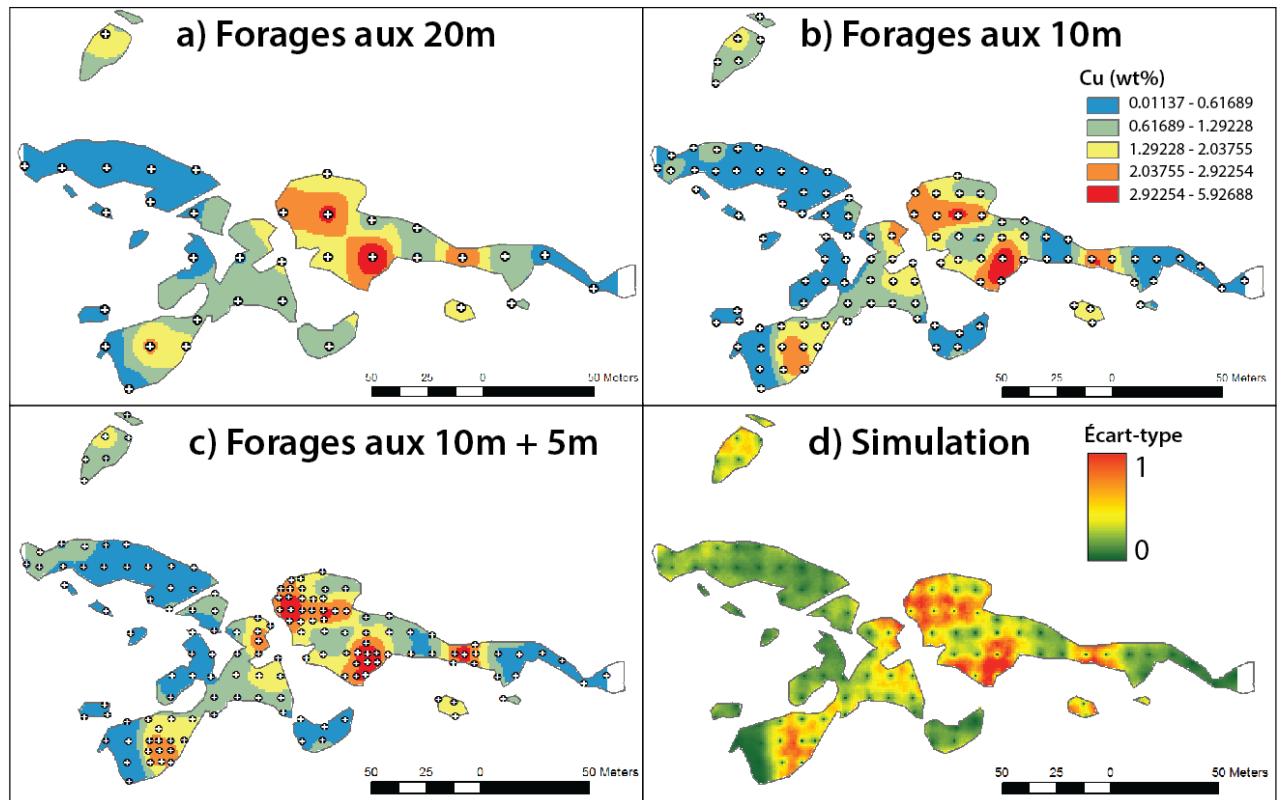 a) Forages aux 20m
b) Forages aux 10m
Cu (wt%)
0.01137 - 0.61689
0.61689 - 1.29228
1.29228 - 2.03755
2.03755 - 2.92254
2.92254 - 5.92688
50 25 0 50 Meters
50 25 0 50 Meters
c) Forages aux 10m + 5m
d) Simulation
Écart-type
1
0
50 25 0 50 Meters
50 25 0 50 Meters